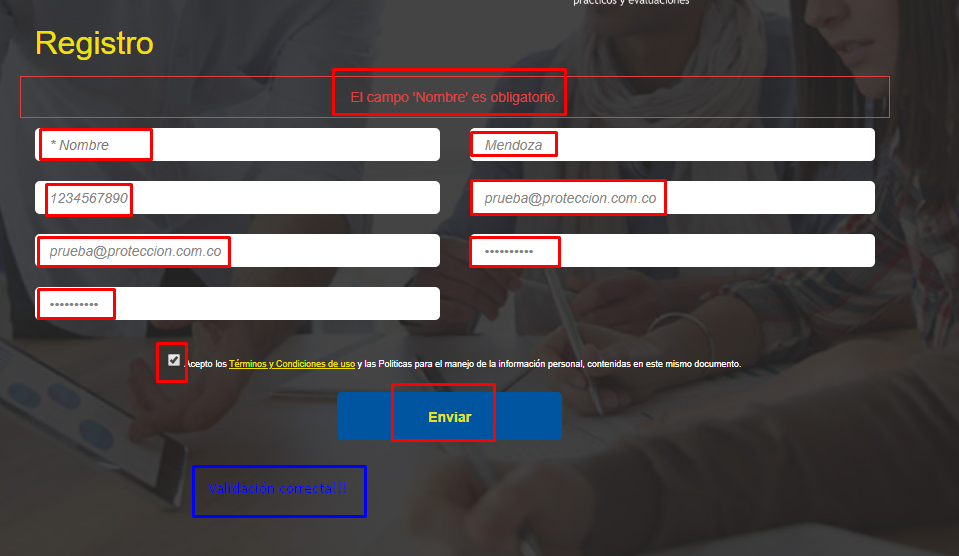 prácticos y evaluaciones
Registro
El campo 'Nombre' es obligatorio.
* Nombre
Mendoza
1234567890
prueba@proteccion.com.co
prueba@proteccion.com.co
••••••••••
••••••••••
Acepto los Términos y Condiciones de uso y las Politicas para el manejo de la información personal, contenidas en este mismo documento.
Enviar
Validación correcta!!!